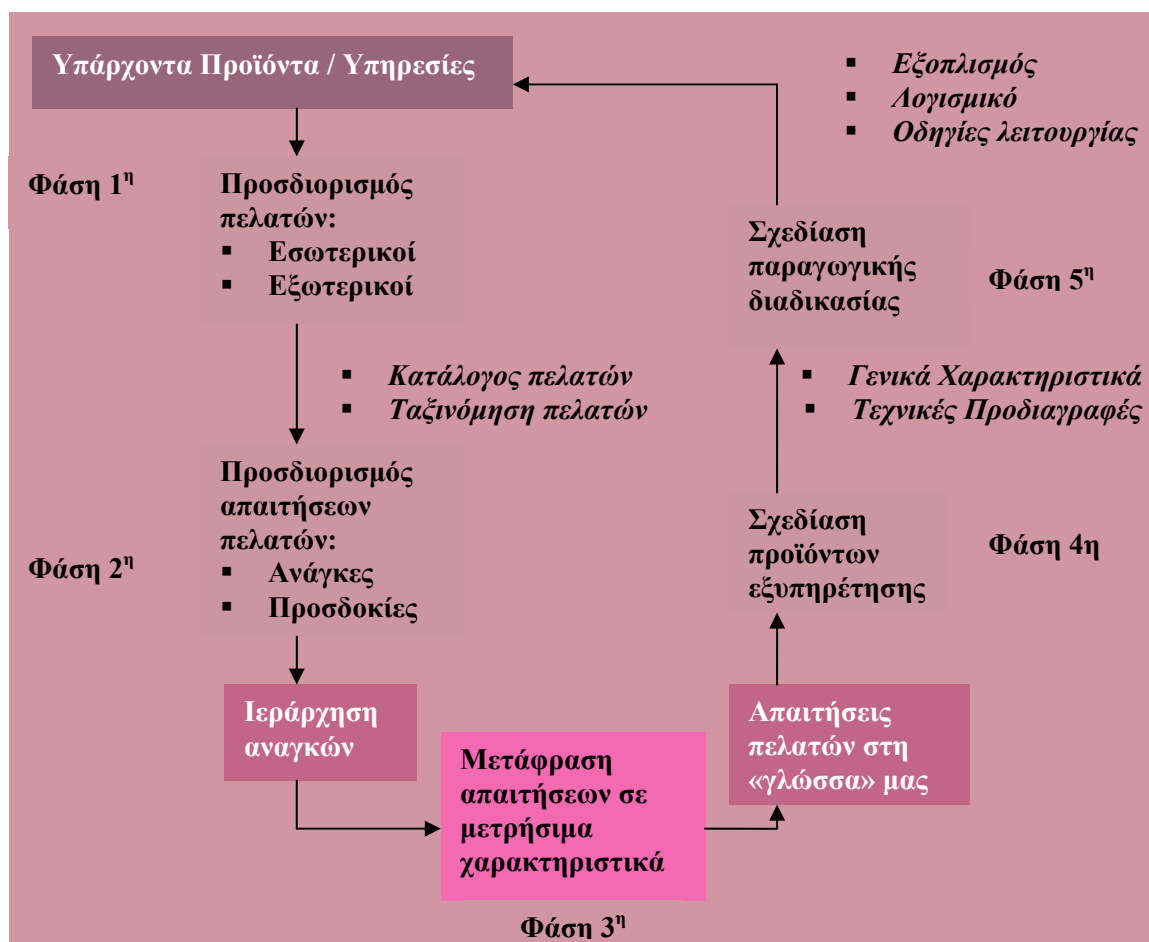 Υπάρχοντα Προϊόντα / Υπηρεσίες
Φάση 1η
Προσδιορισμός
πελατών:
▪ Εσωτερικοί
▪ Εξωτερικοί
▪ Κατάλογος πελατών
▪ Ταξινόμηση πελατών
Φάση 2η
Προσδιορισμός
απαιτήσεων
πελατών:
▪ Ανάγκες
▪ Προσδοκίες
Ιεράρχηση
αναγκών
Μετάφραση
απαιτήσεων σε
μετρήσιμα
χαρακτηριστικά
Φάση 3η
Απαιτήσεις
πελατών στη
«γλώσσα» μας
Σχεδίαση
προϊόντων
εξυπηρέτησης
Φάση 4η
▪ Γενικά Χαρακτηριστικά
▪ Τεχνικές Προδιαγραφές
Σχεδίαση
παραγωγικής
διαδικασίας
Φάση 5η
▪ Εξοπλισμός
▪ Λογισμικό
▪ Οδηγίες λειτουργίας